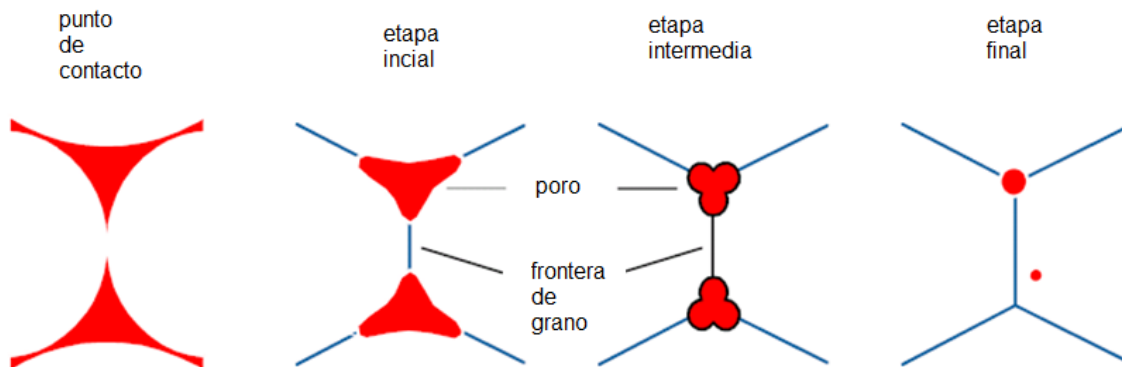 punto
de
contacto
etapa
incial
etapa
intermedia
etapa
final
poro
frontera
de
grano